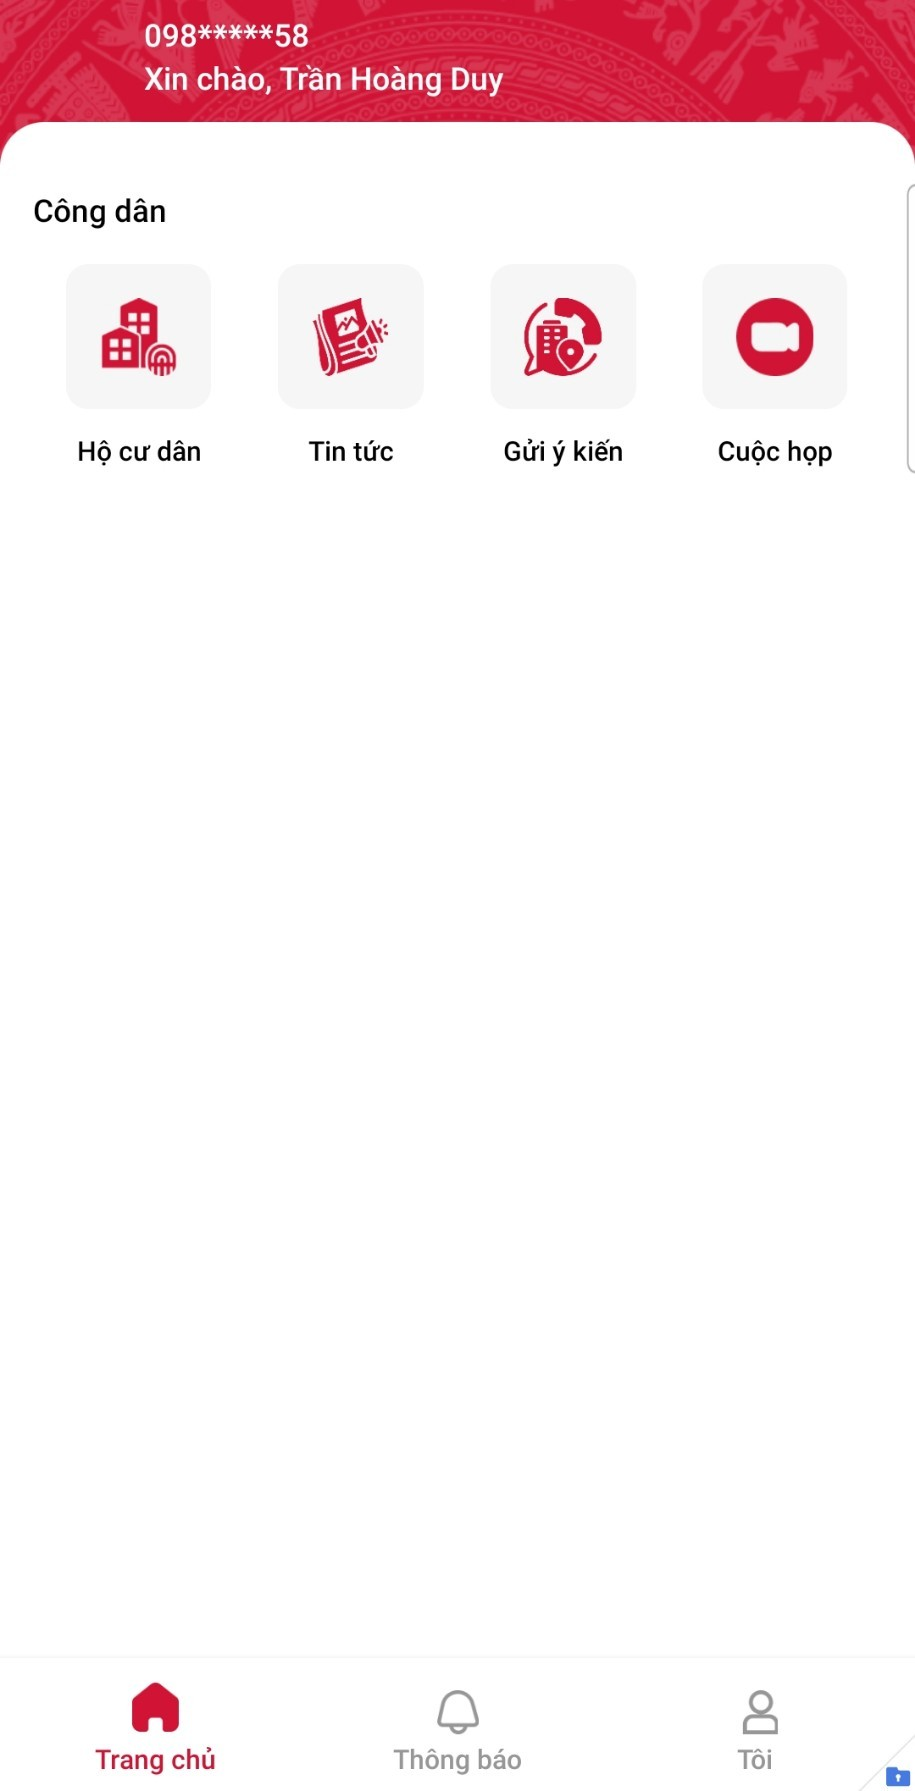 098*****58
Xin chào, Trần Hoàng Duy
Công dân
Hộ cư dân
Tin tức
Gửi ý kiến
Cuộc họp
Trang chủ
Thông báo
Tôi